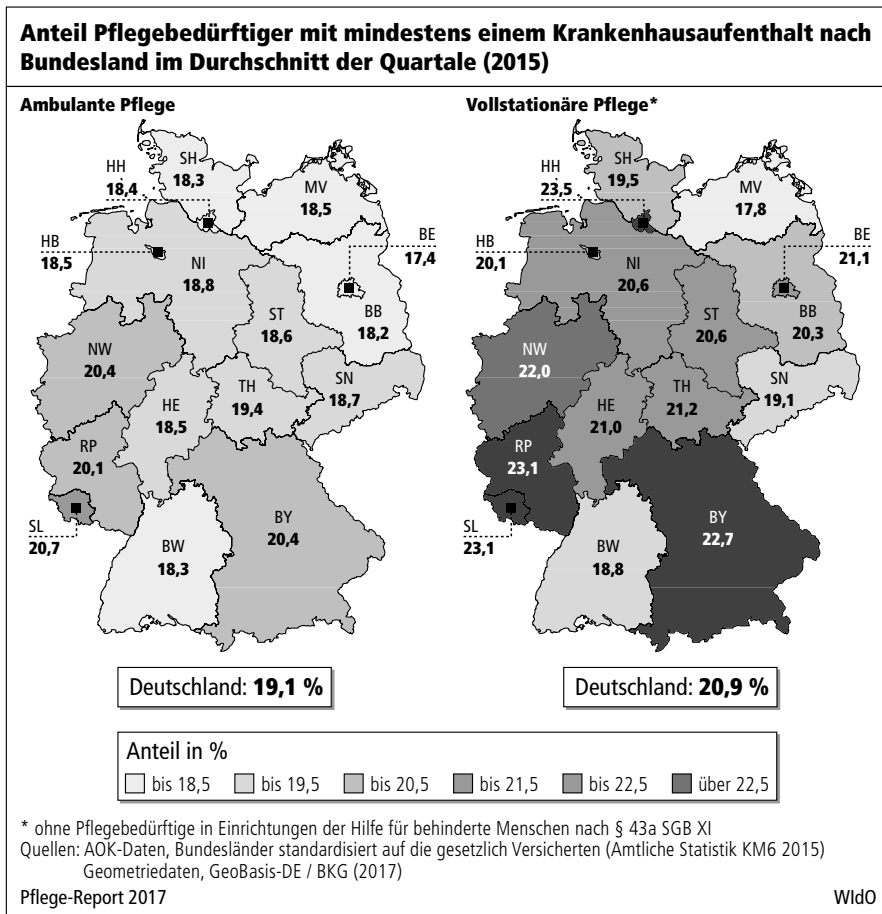 Anteil Pflegebedürftiger mit mindestens einem Krankenhausaufenthalt nach
Bundesland im Durchschnitt der Quartale (2015)
Ambulante Pflege
SH
18,3
HH
18,4
MV
18,5
HB
18,5
NI
18,8
BE
17,4
BB
18,2
ST
18,6
NW
20,4
SN
18,7
TH
19,4
HE
18,5
RP
20,1
SL
20,7
BY
20,4
BW
18,3
Deutschland: 19,1 %
Vollstationäre Pflege*
SH
19,5
HH
23,5
MV
17,8
HB
20,1
NI
20,6
BE
21,1
BB
20,3
ST
20,6
NW
22,0
SN
19,1
TH
21,2
HE
21,0
RP
23,1
SL
23,1
BY
22,7
BW
18,8
Deutschland: 20,9 %
Anteil in %
bis 18,5 bis 19,5 bis 20,5 bis 21,5 bis 22,5 über 22,5
* ohne Pflegebedürftige in Einrichtungen der Hilfe für behinderte Menschen nach § 43a SGB XI
Quellen: AOK-Daten, Bundesländer standardisiert auf die gesetzlich Versicherten (Amtliche Statistik KM6 2015)
Geometriedaten, GeoBasis-DE / BKG (2017)
Pflege-Report 2017 WIdO